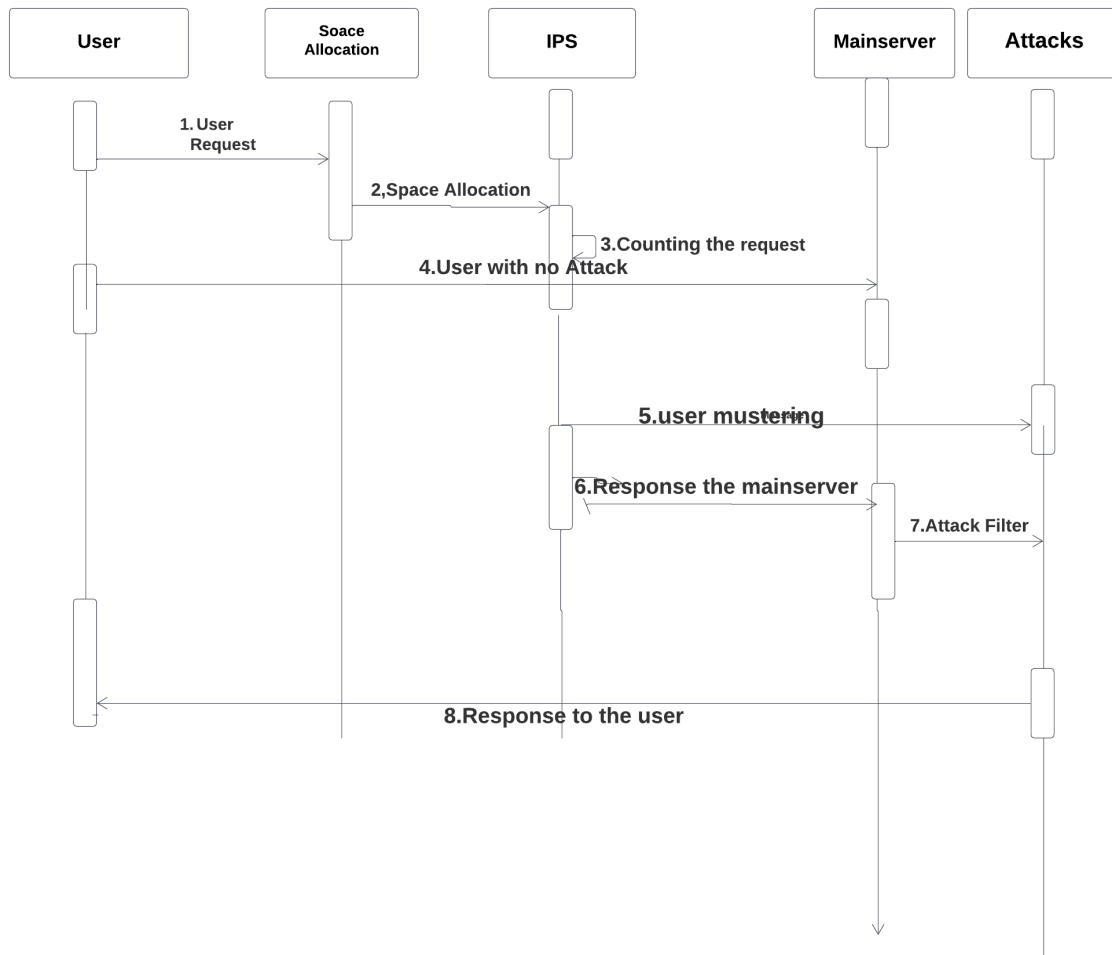 User
Soace
Allocation
IPS
Mainserver
Attacks
1. User
Request
2,Space Allocation
3.Counting the request
4.User with no Attack
5.user mustering
6.Response the mainserver
7.Attack Filter
8.Response to the user